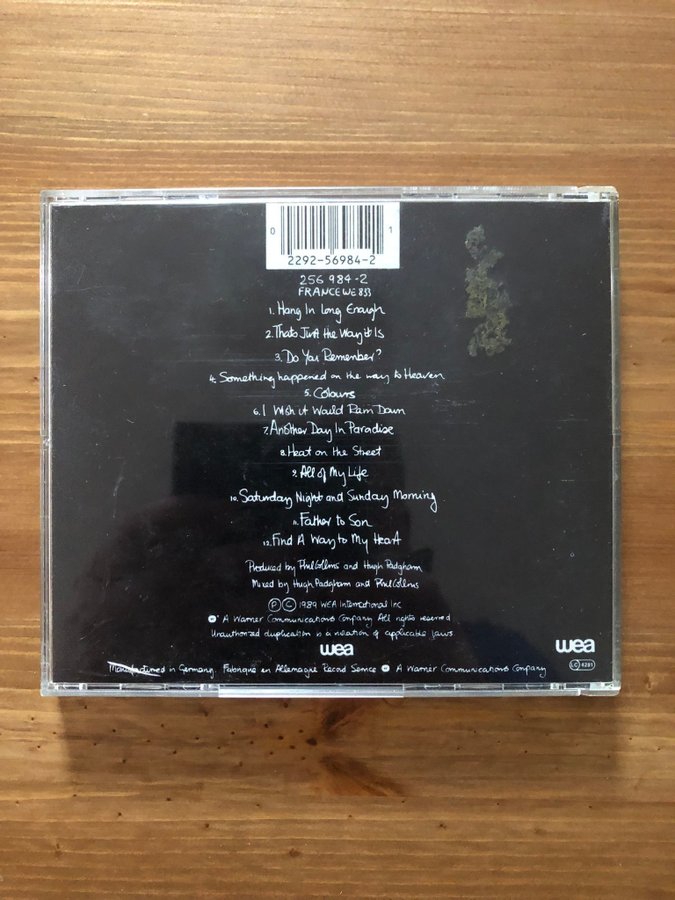 0 1
2292-56984-2
256 984-2
FRANCE WE 833
1. Hang In Long Enough
2. Thats Just the Way it Is
3. Do You Remember?
4. Something happened on the way to Heaven
5. Colours
6. I Wish it Would Rain Down
7. Another Day In Paradise
8. Heat on the Street
9. All of My Life
10. Saturday Night and Sunday Morning
11. Father to Son
12. Find A Way to My Heart
Produced by Phil Collins and Hugh Padgham
Mixed by Hugh Padgham and Phil Collins
Ⓟ Ⓒ 1989 WEA International Inc
A Warner Communications Company All rights reserved
Unauthorized duplication is a violation of applicable laws
wea
wea
LC 4281
Manufactured in Germany. Fabriqué en Allemagne Record Service A Warner Communications Company